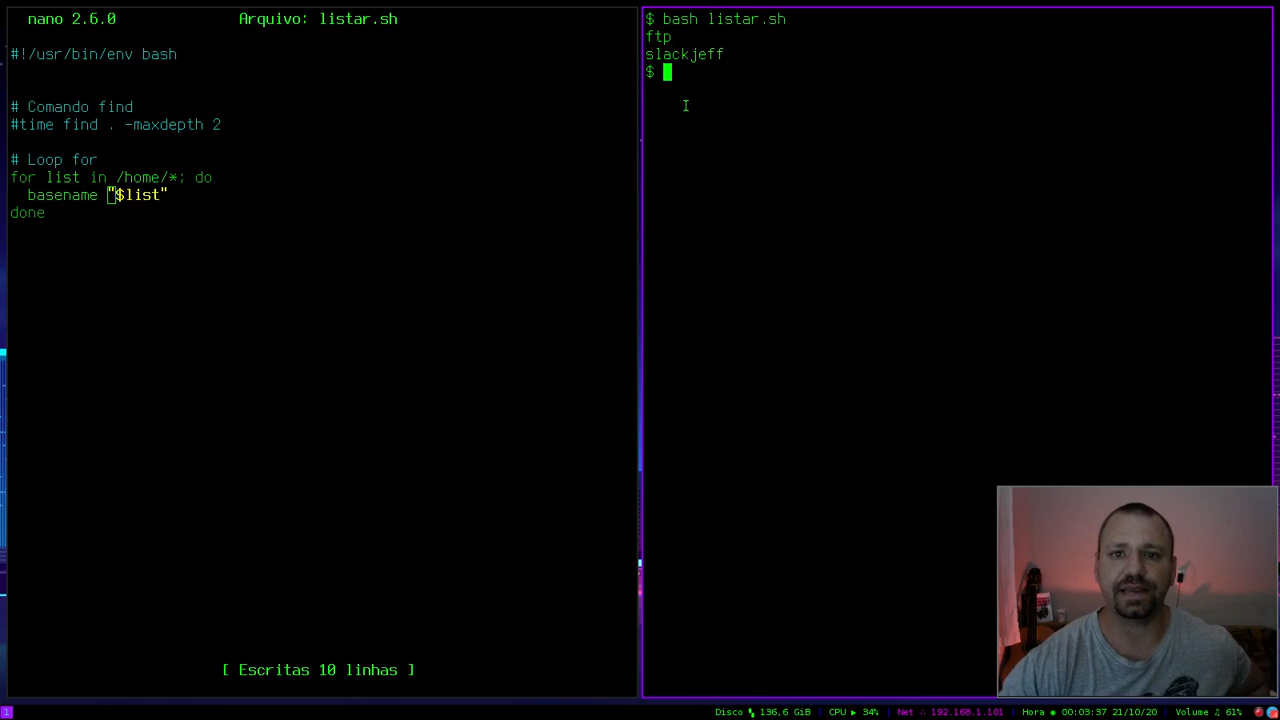 nano 2.6.0 Arquivo: listar.sh
#!/usr/bin/env bash
# Comando find
#time find . -maxdepth 2
# Loop for
for list in /home/*; do
basename "$list"
done
[ Escritas 10 linhas ]
$ bash listar.sh
ftp
slackjeff
$
1 Disco 136,6 GiB CPU ▶ 34% Net 192.168.1.101 Hora ◉ 00:03:37 21/10/20 Volume ♫ 61%